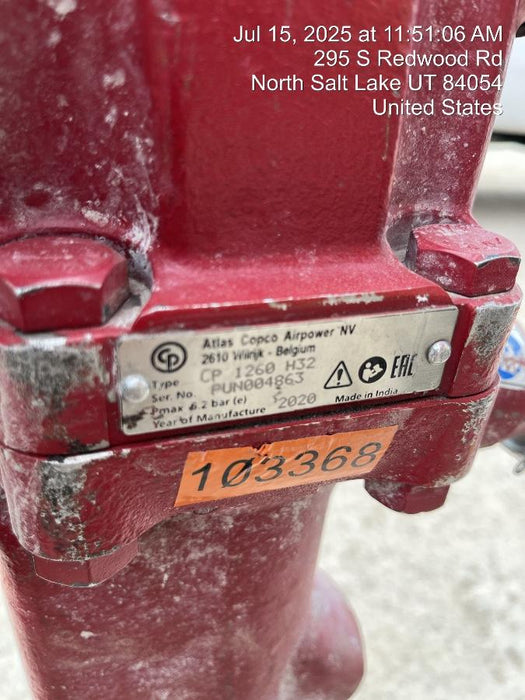 Jul 15, 2025 at 11:51:06 AM
295 S Redwood Rd
North Salt Lake UT 84054
United States
CP
Atlas Copco Airpower NV
2610 Wilrijk - Belgium
Type CP 1260 H32
Ser. No. PUN004863
Pmax 6.2 bar(e)
Year of Manufacture 2020
EAC
Made in India
103368